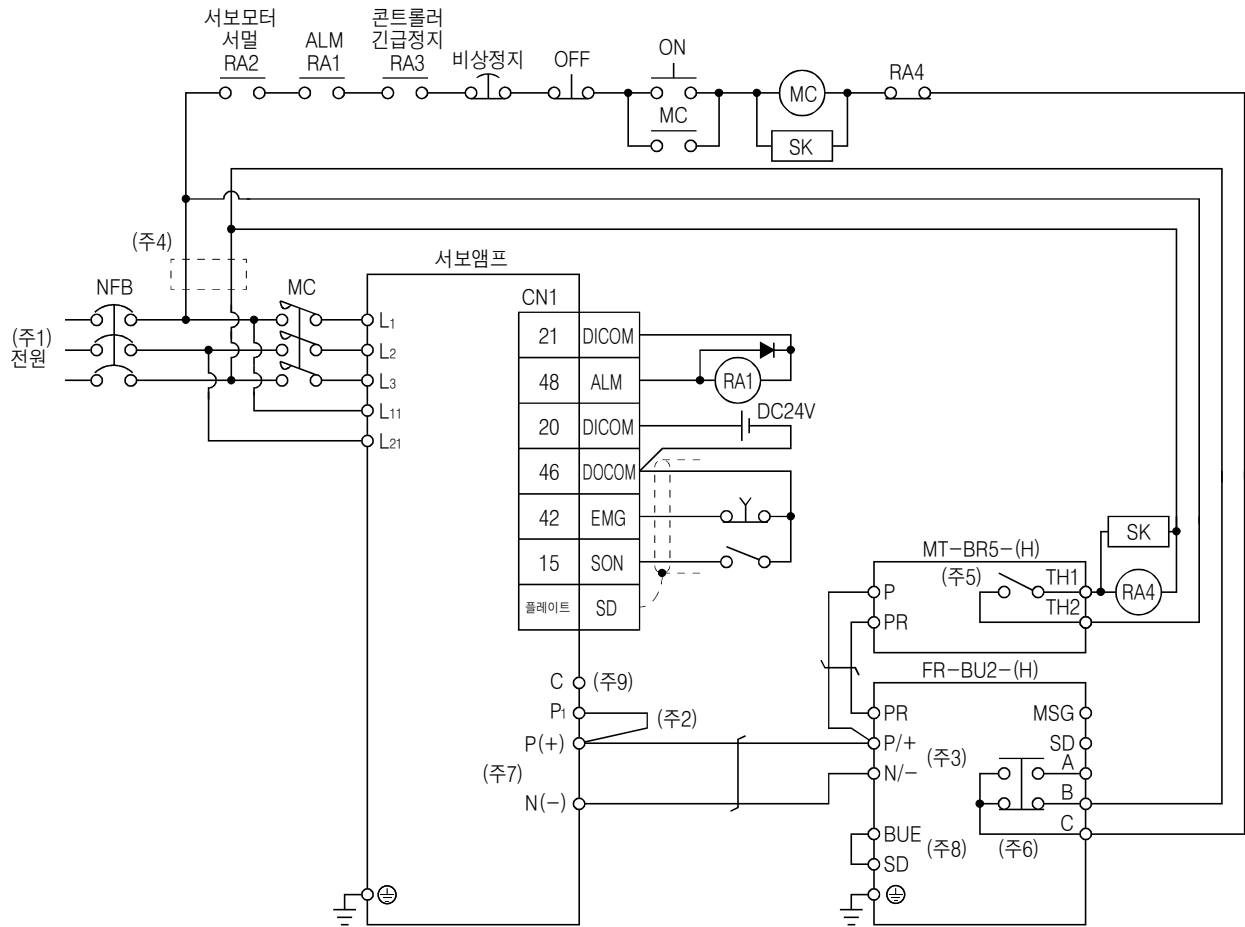 서보모터
서멀
RA2
ALM
RA1
콘트롤러
긴급정지
RA3
비상정지
OFF
ON
MC
MC
SK
RA4
(주4)
NFB
MC
(주1)
전원
서보앰프
L1
L2
L3
L11
L21
CN1
21 DICOM
48 ALM
20 DICOM
46 DOCOM
42 EMG
15 SON
플레이트 SD
RA1
DC24V
C (주9)
P1
(주2)
P(+)
(주7)
N(−)
MT−BR5−(H)
(주5)
P
PR
TH1
TH2
SK
RA4
FR−BU2−(H)
PR
P/+
(주3)
N/−
BUE
(주8)
SD
MSG
SD
A
B
C
(주6)